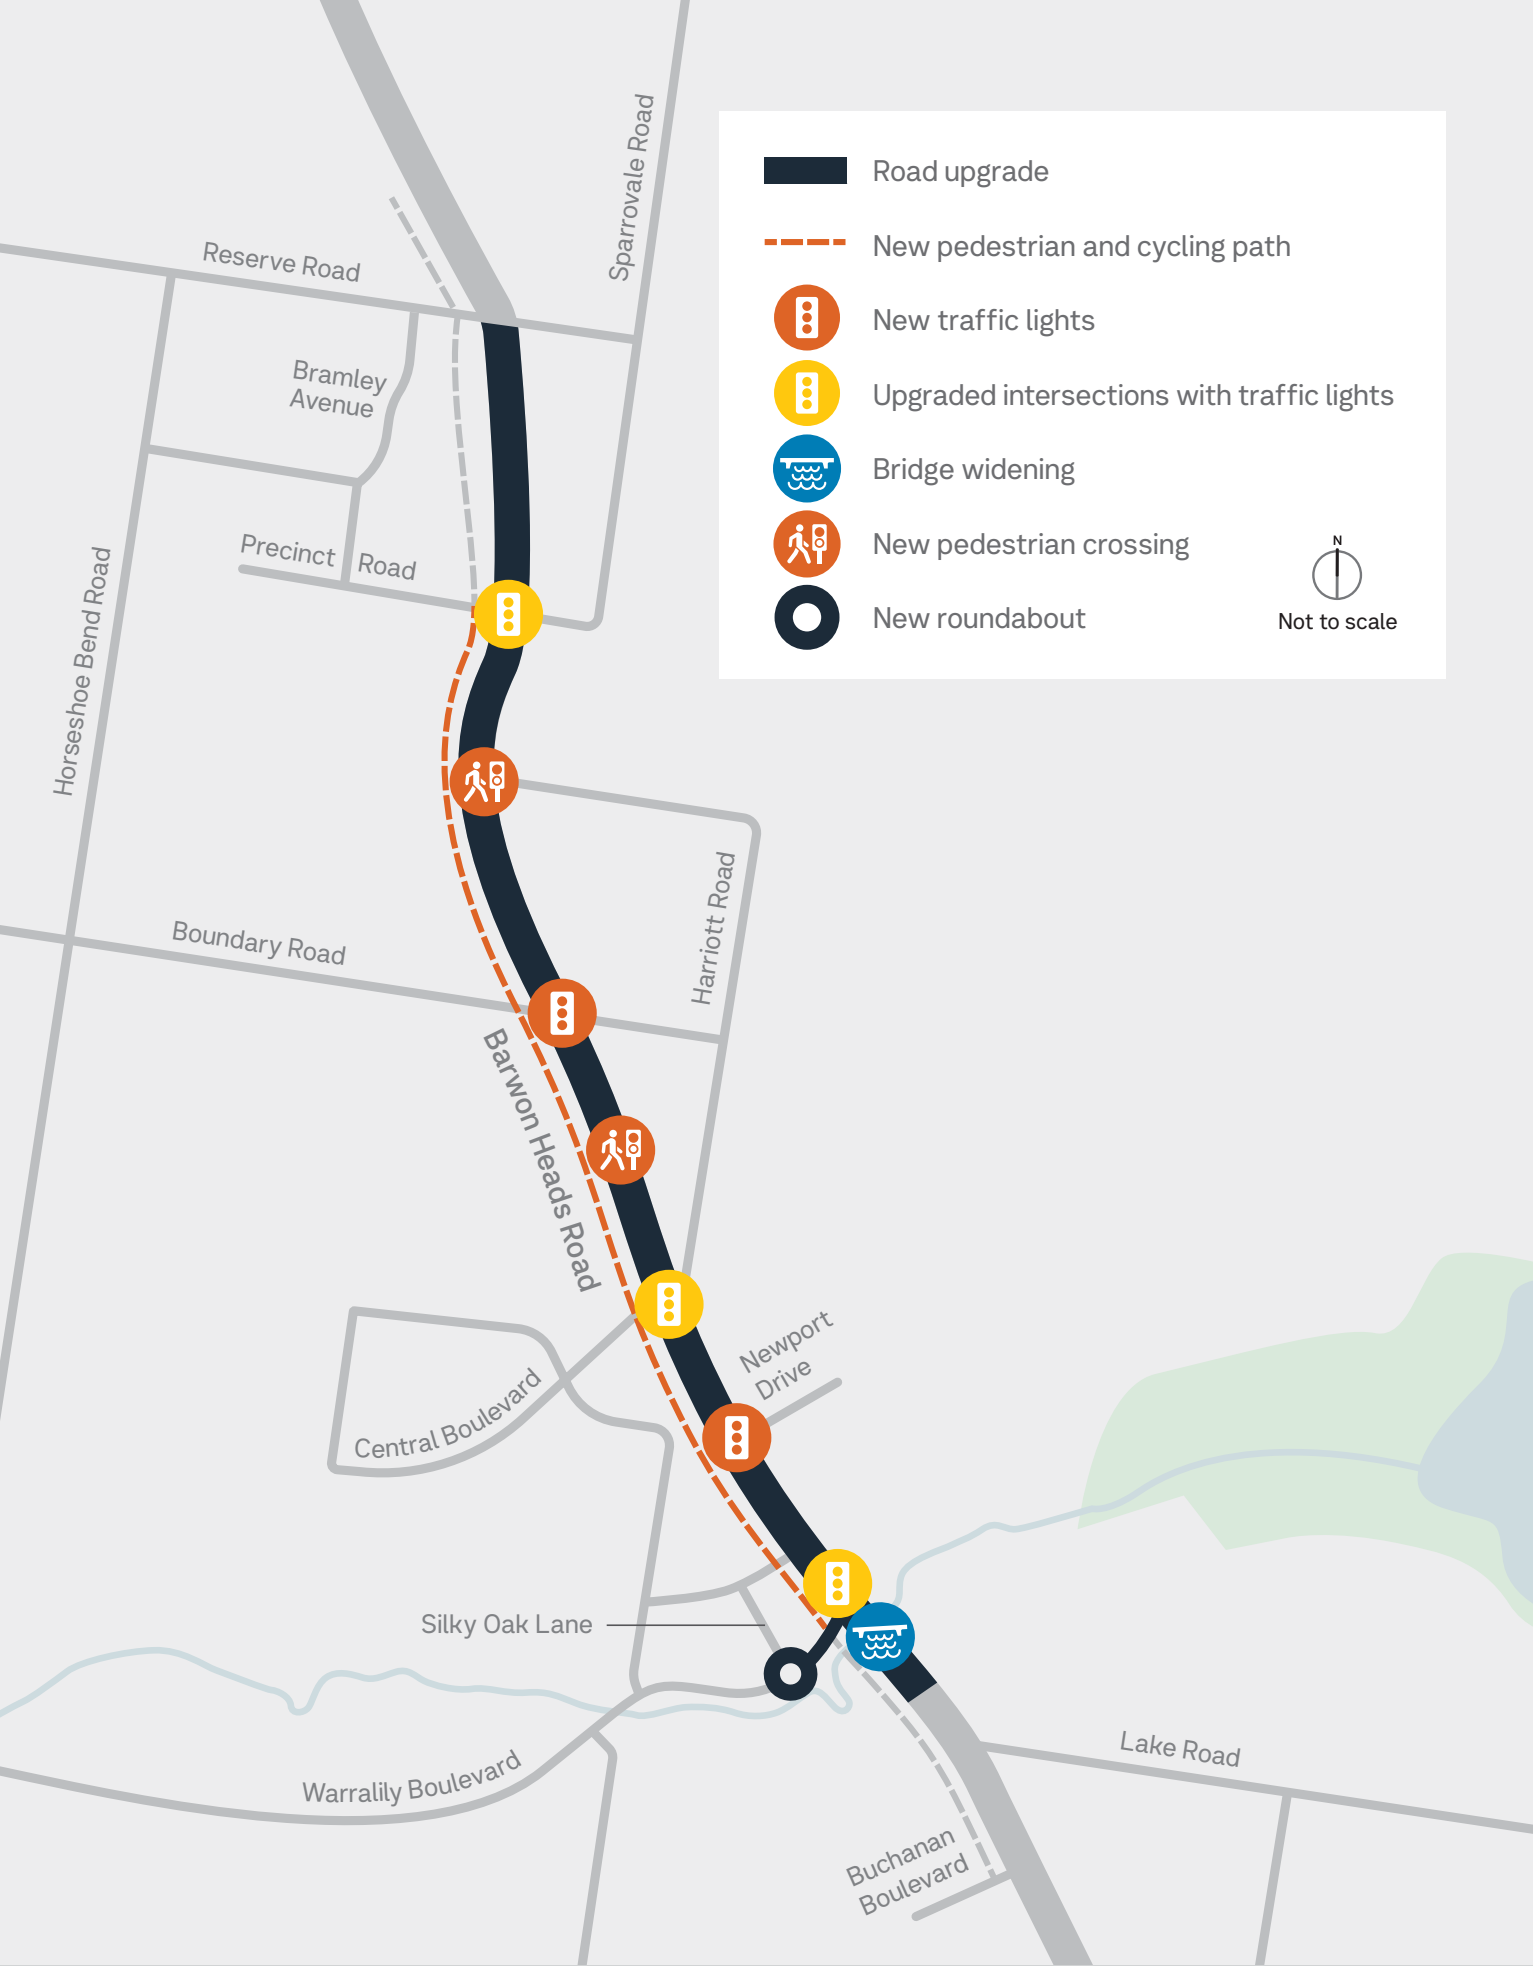 Road upgrade
New pedestrian and cycling path
New traffic lights
Upgraded intersections with traffic lights
Bridge widening
New pedestrian crossing
New roundabout
N
Not to scale
Sparrovale Road
Reserve Road
Bramley
Avenue
Precinct Road
Horseshoe Bend Road
Boundary Road
Harriott Road
Barwon Heads Road
Newport
Drive
Central Boulevard
Silky Oak Lane
Warralily Boulevard
Lake Road
Buchanan
Boulevard